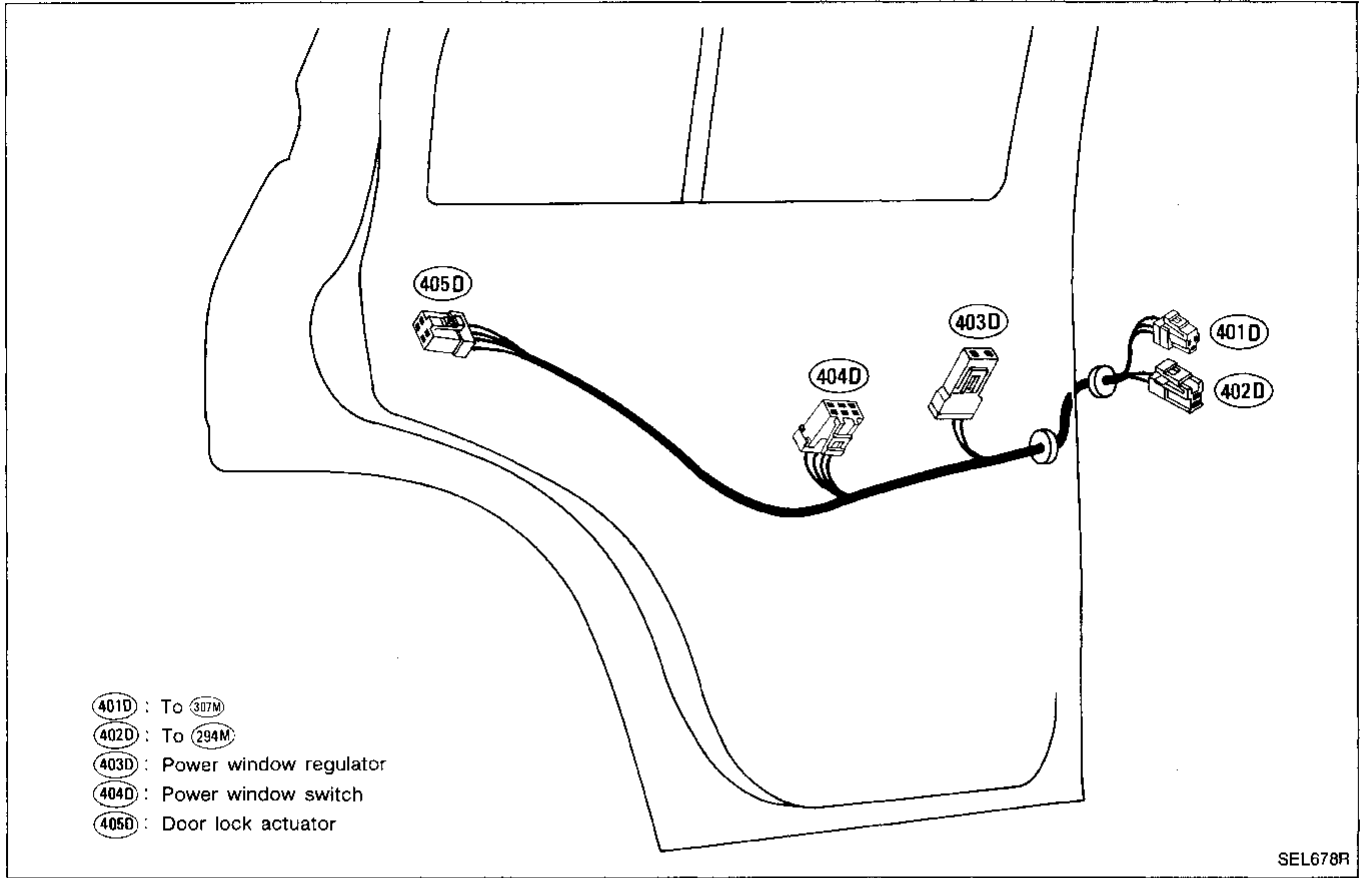 405D
403D
401D
404D
402D
401D : To 307M
402D : To 294M
403D : Power window regulator
404D : Power window switch
405D : Door lock actuator
SEL678R